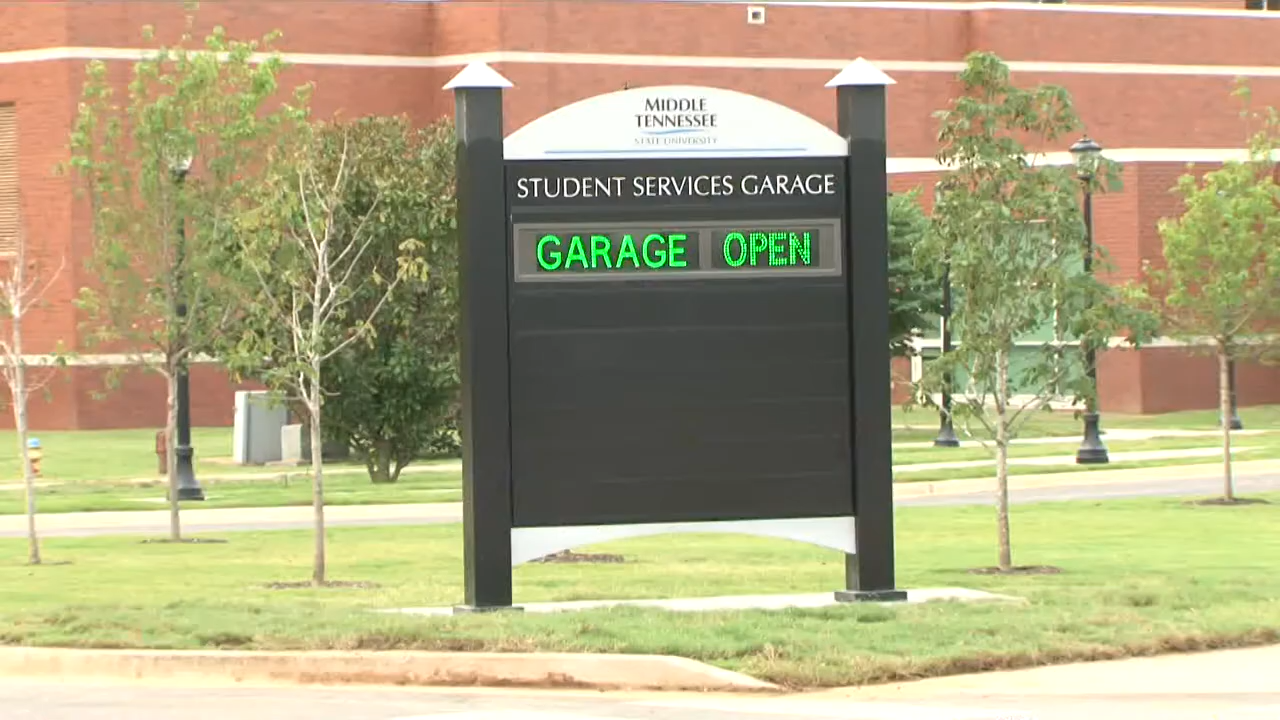 MIDDLE
TENNESSEE
STATE UNIVERSITY
STUDENT SERVICES GARAGE
GARAGE OPEN